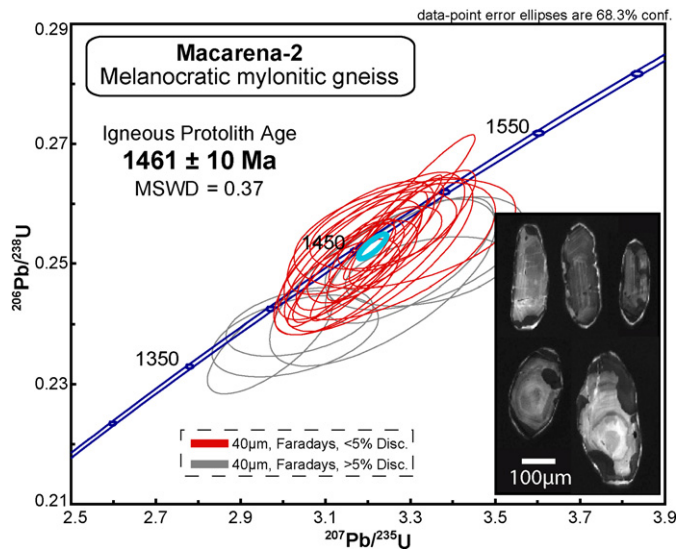 data-point error ellipses are 68.3% conf.
0.29
Macarena-2
Melanocratic mylonitic gneiss
Igneous Protolith Age
1461 ± 10 Ma
MSWD = 0.37
1550
0.27
1450
0.25
206Pb/238U
1350
0.23
40µm, Faradays, <5% Disc.
40µm, Faradays, >5% Disc.
100µm
0.21
2.5 2.7 2.9 3.1 3.3 3.5 3.7 3.9
207Pb/235U